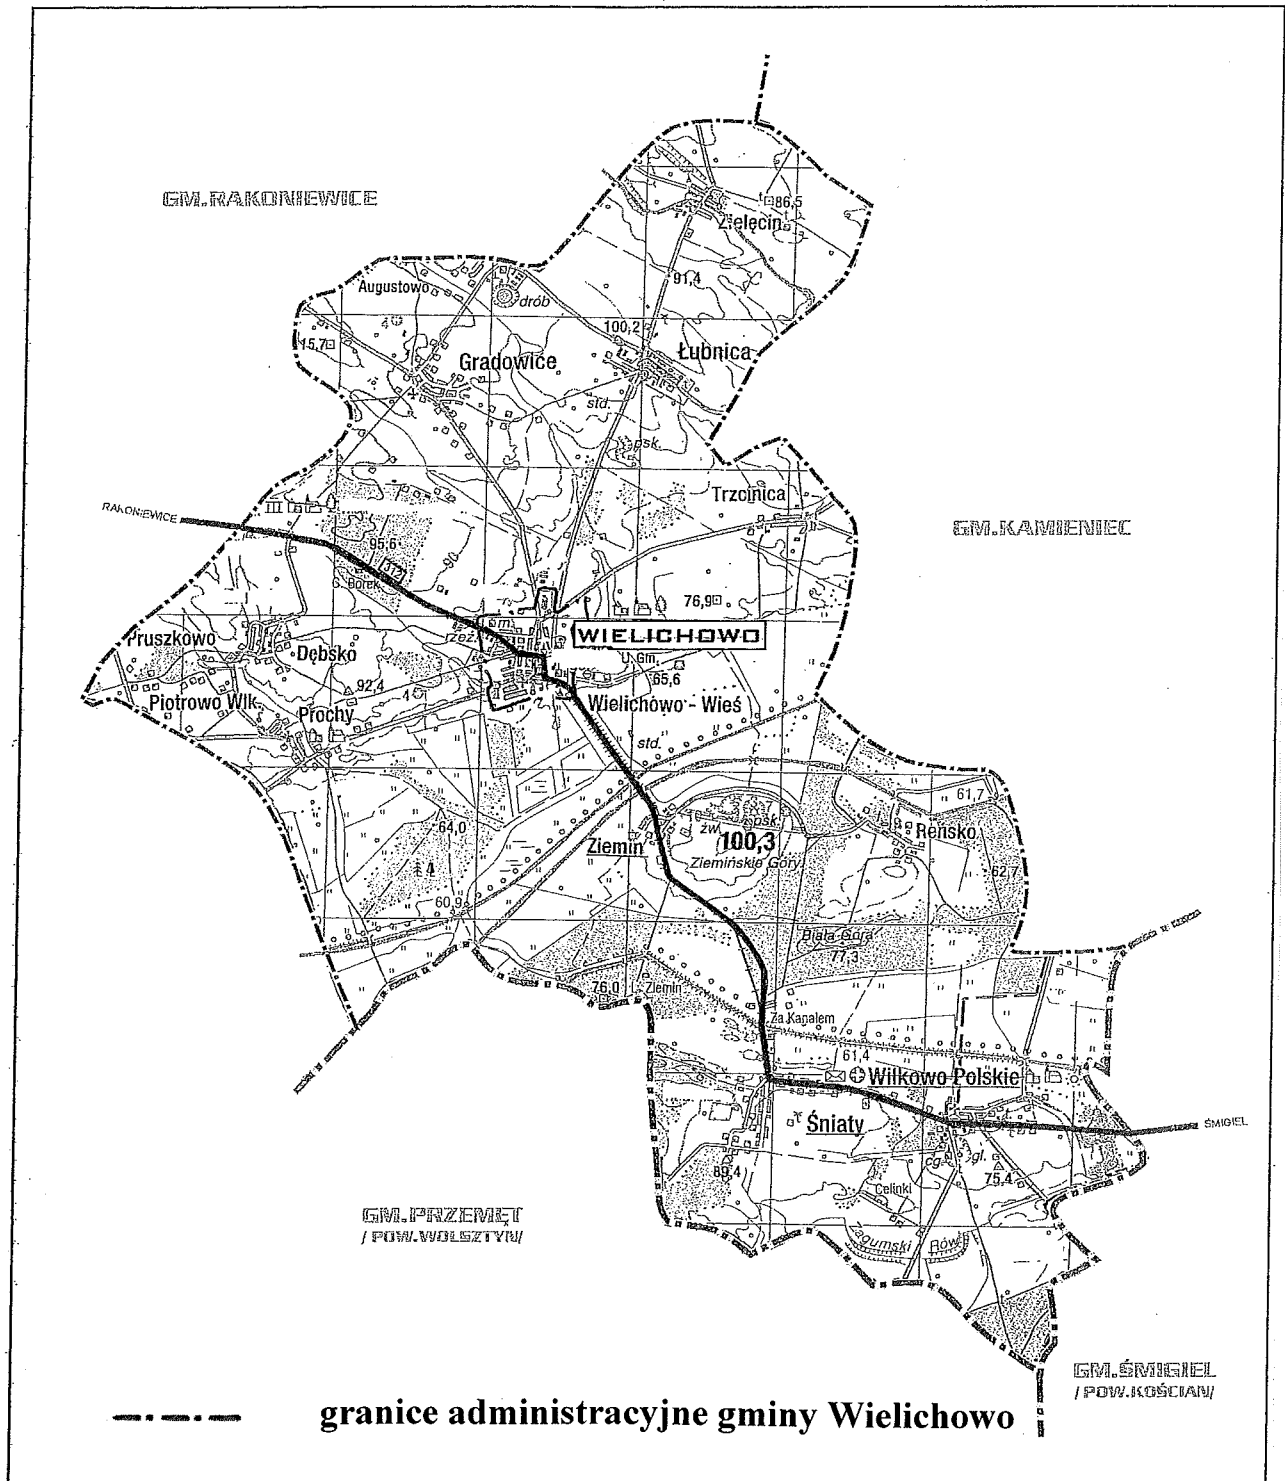 GM.RAKONIEWICE
86,5
Zielęcin
91,4
Augustowo
drób
4
100,2
15,7
Gradowice
Łubnica
std.
psk.
Trzcinica
RAKONIEWICE
GM.KAMIENIEC
95,6
312
G. Borek
76,9
m.
rzeź.
WIELICHOWO
U. Gm.
65,6
Pruszkowo
Dębsko
92,4
4
Piotrowo Wlk.
Prochy
Wielichowo - Wieś
std.
61,7
64,0
żw.
psk.
Reńsko
Ziemin
100,3
Ziemińskie Góry
4
62,7
60,9
Biała Góra
77,3
76,0
L. Ziemin
Za Kanałem
61,4
Wilkowo Polskie
Śniaty
ŚMIGIEL
cg.
gl.
89,4
75,4
Celinki
Zagumski Rów
GM.PRZEMĘT
/ POW.WOLSZTYN/
GM.ŚMIGIEL
/ POW.KOŚCIAN/
granice administracyjne gminy Wielichowo